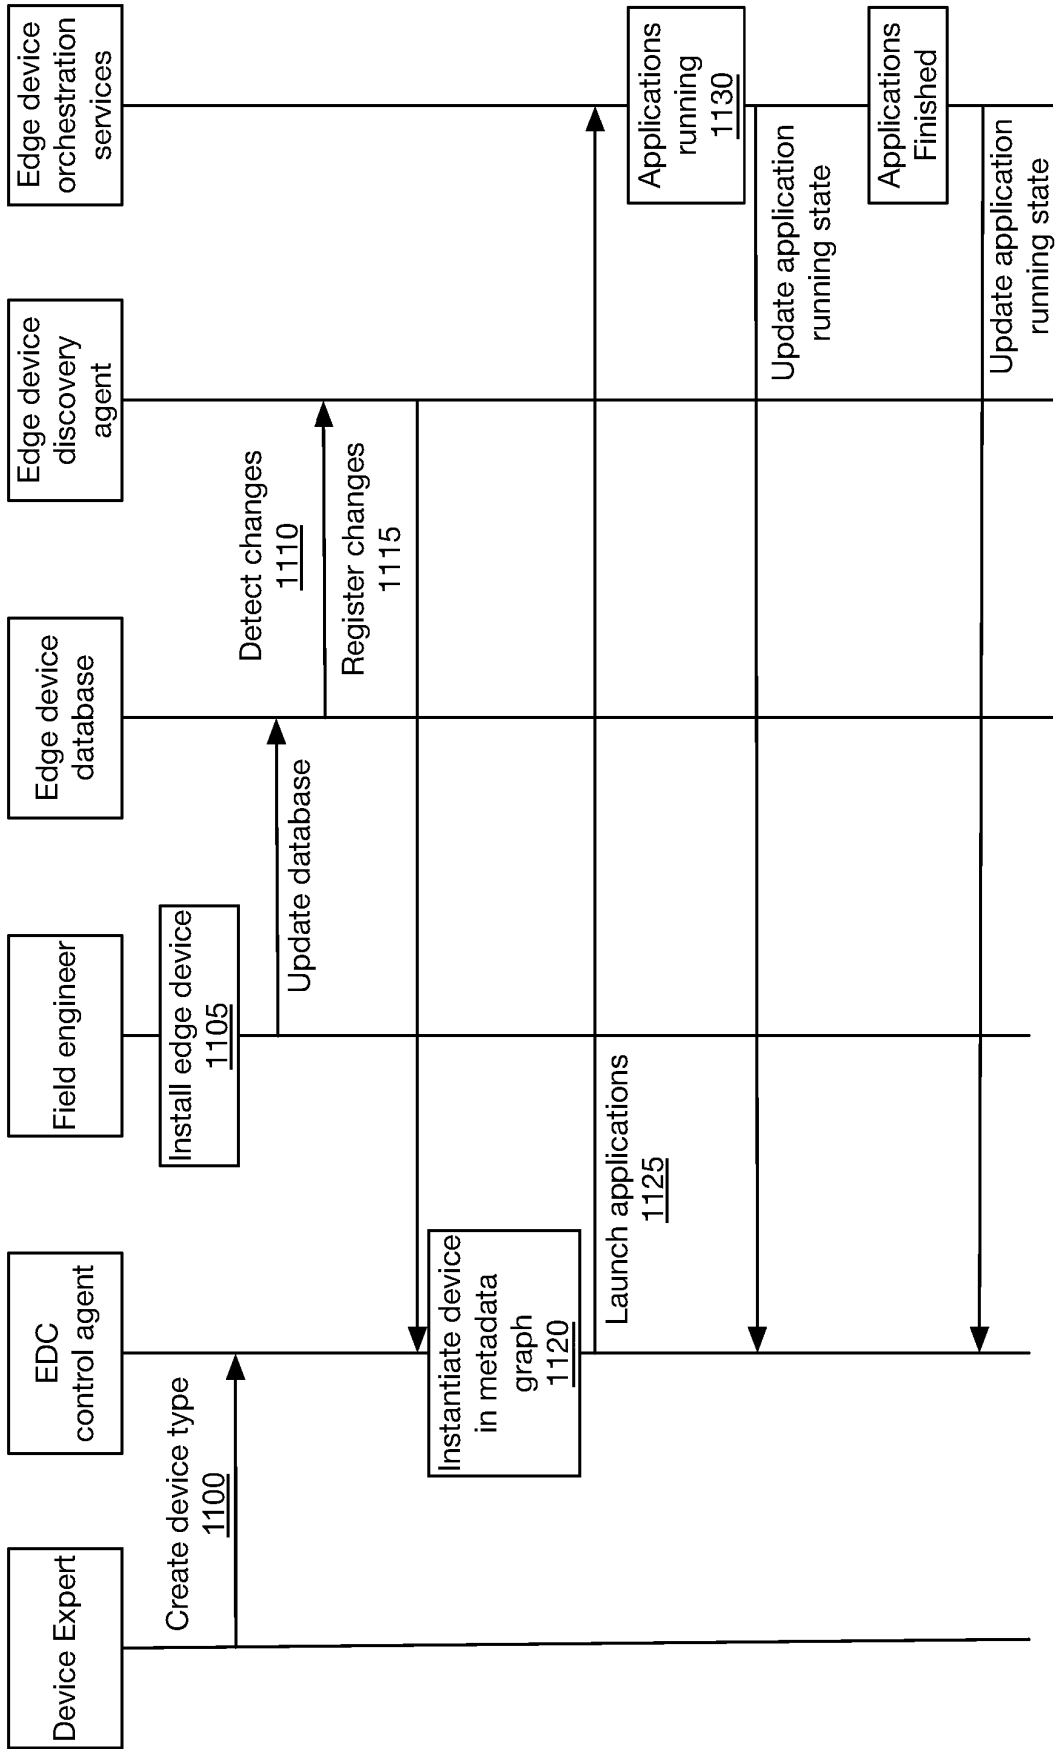 Device Expert
EDC
control agent
Field engineer
Edge device
database
Edge device
discovery
agent
Edge device
orchestration
services
Create device type
1100
Install edge device
1105
Update database
Detect changes
1110
Register changes
1115
Instantiate device
in metadata
graph
1120
Launch applications
1125
Applications
running
1130
Update application
running state
Applications
Finished
Update application
running state